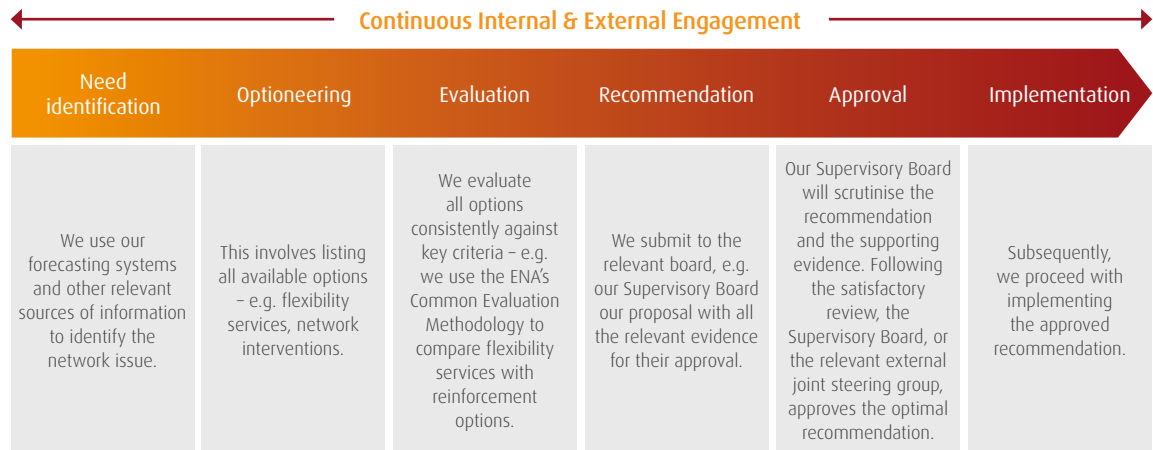 Continuous Internal & External Engagement
Need
identification
Optioneering
Evaluation
Recommendation
Approval
Implementation
We use our
forecasting systems
and other relevant
sources of information
to identify the
network issue.
This involves listing
all available options
– e.g. flexibility
services, network
interventions.
We evaluate
all options
consistently against
key criteria – e.g.
we use the ENA’s
Common Evaluation
Methodology to
compare flexibility
services with
reinforcement
options.
We submit to the
relevant board, e.g.
our Supervisory Board
our proposal with all
the relevant evidence
for their approval.
Our Supervisory Board
will scrutinise the
recommendation
and the supporting
evidence. Following
the satisfactory
review, the
Supervisory Board, or
the relevant external
joint steering group,
approves the optimal
recommendation.
Subsequently,
we proceed with
implementing
the approved
recommendation.